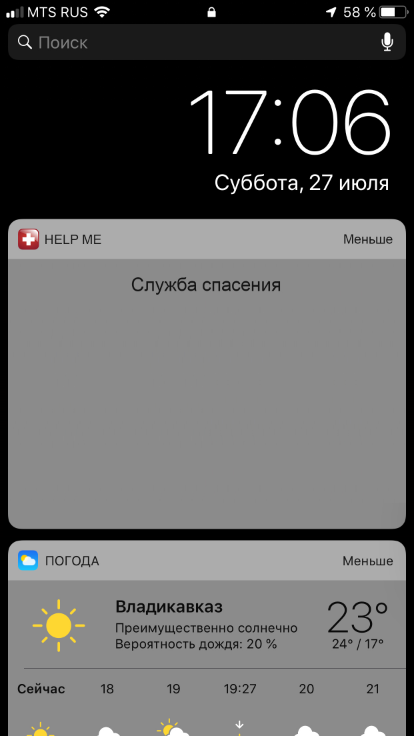 MTS RUS 58 %
Поиск
17:06
Суббота, 27 июля
HELP ME Меньше
Служба спасения
ПОГОДА Меньше
Владикавказ 23°
Преимущественно солнечно
Вероятность дождя: 20 % 24° / 17°
Сейчас 18 19 19:27 20 21